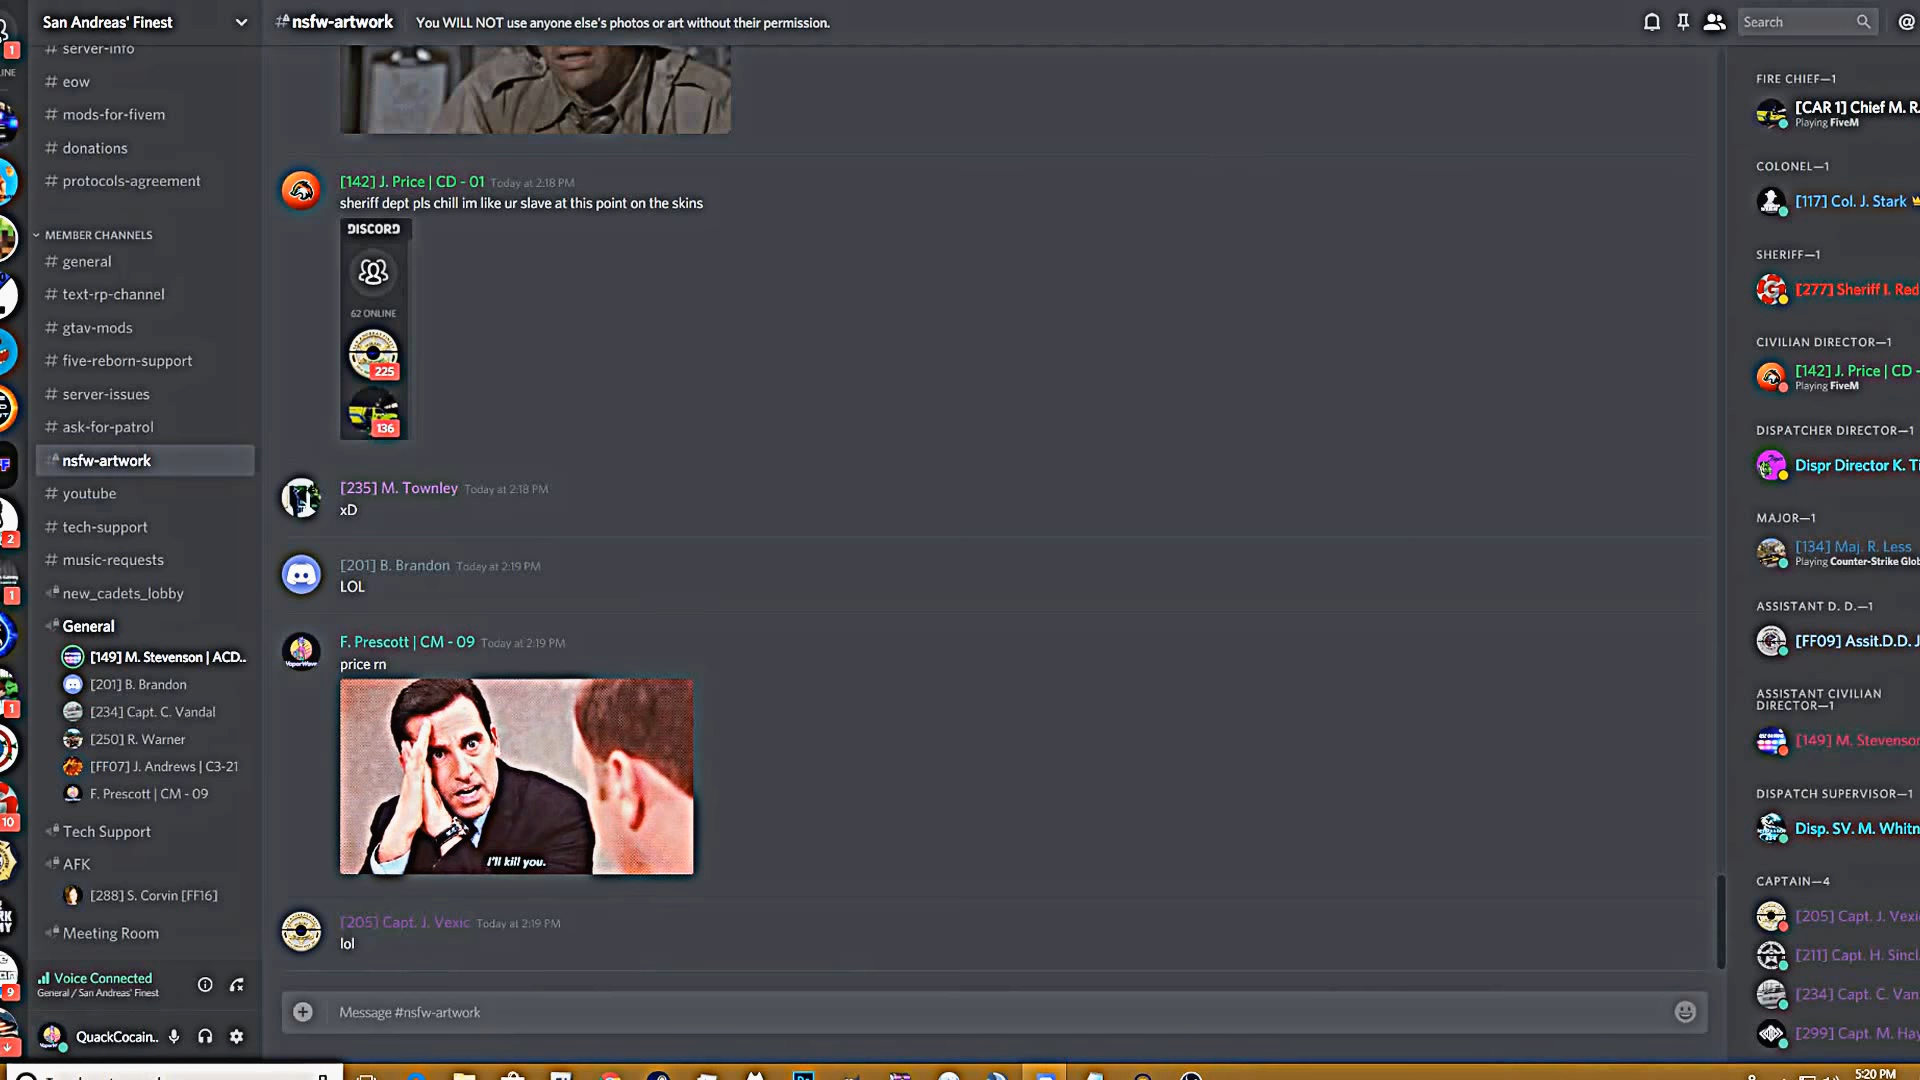 San Andreas' Finest
# nsfw-artwork
You WILL NOT use anyone else's photos or art without their permission.
Search
# server-info
# eow
# mods-for-fivem
# donations
# protocols-agreement
MEMBER CHANNELS
# general
# text-rp-channel
# gtav-mods
# five-reborn-support
# server-issues
# ask-for-patrol
nsfw-artwork
# youtube
# tech-support
# music-requests
new_cadets_lobby
General
[149] M. Stevenson | ACD..
[201] B. Brandon
[234] Capt. C. Vandal
[250] R. Warner
[FF07] J. Andrews | C3-21
F. Prescott | CM - 09
Tech Support
AFK
[288] S. Corvin [FF16]
Meeting Room
Voice Connected
General / San Andreas' Finest
QuackCocain..
1
2
1
1
10
9
[142] J. Price | CD - 01 Today at 2:18 PM
sheriff dept pls chill im like ur slave at this point on the skins
DISCORD
62 ONLINE
225
136
[235] M. Townley Today at 2:18 PM
xD
[201] B. Brandon Today at 2:19 PM
LOL
F. Prescott | CM - 09 Today at 2:19 PM
price rn
I'll kill you.
[205] Capt. J. Vexic Today at 2:19 PM
lol
Message #nsfw-artwork
FIRE CHIEF—1
[CAR 1] Chief M. R.
Playing FiveM
COLONEL—1
[117] Col. J. Stark
SHERIFF—1
[277] Sheriff I. Red
CIVILIAN DIRECTOR—1
[142] J. Price | CD -
Playing FiveM
DISPATCHER DIRECTOR—1
Dispr Director K. Ti
MAJOR—1
[134] Maj. R. Less
Playing Counter-Strike Glob
ASSISTANT D. D.—1
[FF09] Assit.D.D. J
ASSISTANT CIVILIAN
DIRECTOR—1
[149] M. Stevenson
DISPATCH SUPERVISOR—1
Disp. SV. M. Whitn
CAPTAIN—4
[205] Capt. J. Vexic
[211] Capt. H. Sincl.
[234] Capt. C. Van
[299] Capt. M. Hay
5:20 PM